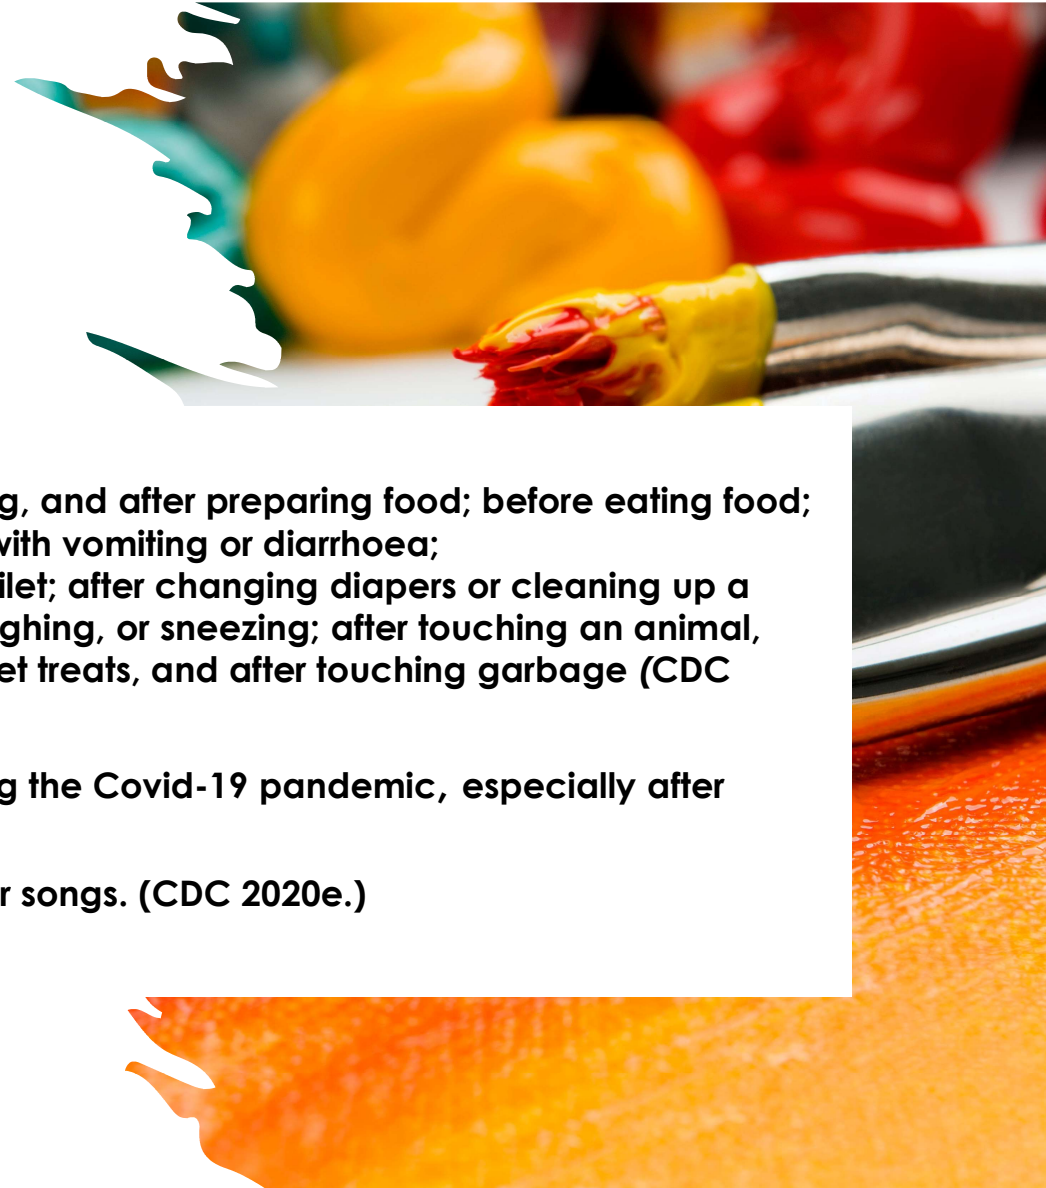 g, and after preparing food; before eating food;
with vomiting or diarrhoea;
ilet; after changing diapers or cleaning up a
ghing, or sneezing; after touching an animal,
et treats, and after touching garbage (CDC
g the Covid-19 pandemic, especially after
r songs. (CDC 2020e.)